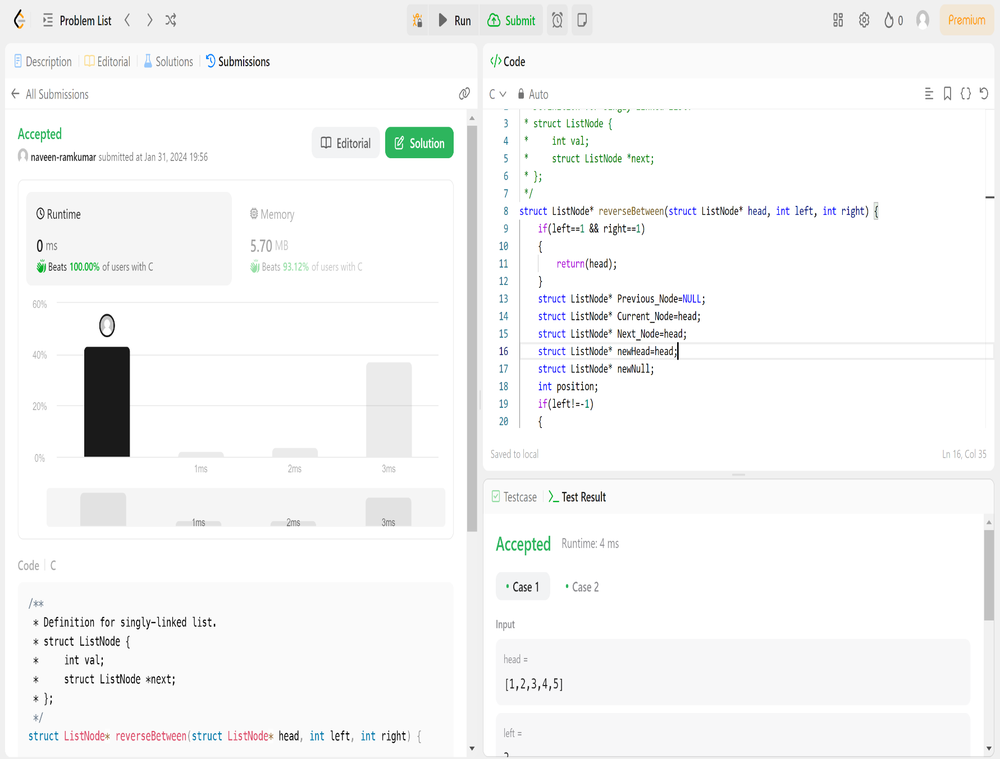 Problem List
Run
Submit
0
Premium
Description
Editorial
Solutions
Submissions
All Submissions
Accepted
naveen-ramkumar submitted at Jan 31, 2024 19:56
Editorial
Solution
Runtime
0 ms
Beats 100.00% of users with C
Memory
5.70 MB
Beats 93.12% of users with C
60%
40%
20%
0%
1ms 2ms 3ms
1ms 2ms 3ms
Code | C
/**
* Definition for singly-linked list.
* struct ListNode {
*     int val;
*     struct ListNode *next;
* };
*/
struct ListNode* reverseBetween(struct ListNode* head, int left, int right) {
</> Code
C
Auto
3 * struct ListNode {
4 *     int val;
5 *     struct ListNode *next;
6 * };
7 */
8 struct ListNode* reverseBetween(struct ListNode* head, int left, int right) {
9     if(left==1 && right==1)
10     {
11         return(head);
12     }
13     struct ListNode* Previous_Node=NULL;
14     struct ListNode* Current_Node=head;
15     struct ListNode* Next_Node=head;
16     struct ListNode* newHead=head;
17     struct ListNode* newNull;
18     int position;
19     if(left!=-1)
20     {
Saved to local
Ln 16, Col 35
Testcase
Test Result
Accepted
Runtime: 4 ms
• Case 1
• Case 2
Input
head =
[1,2,3,4,5]
left =